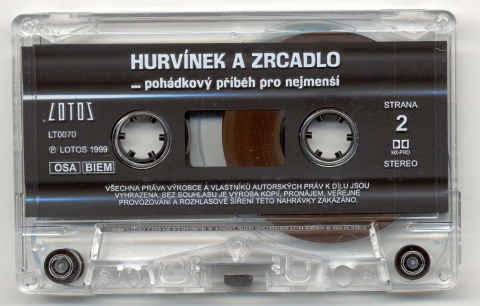 HURVÍNEK A ZRCADLO
... pohádkový příběh pro nejmenší
LOTOS
LT0070
℗ LOTOS 1999
OSA BIEM
STRANA
2
HX-PRO
STEREO
VŠECHNA PRÁVA VÝROBCE A VLASTNÍKŮ AUTORSKÝCH PRÁV K DÍLU JSOU
VYHRAZENA. BEZ SOUHLASU JE VÝROBA KOPIÍ, PRONÁJEM, VEŘEJNÉ
PROVOZOVÁNÍ A ROZHLASOVÉ ŠÍŘENÍ TÉTO NAHRÁVKY ZAKÁZÁNO.